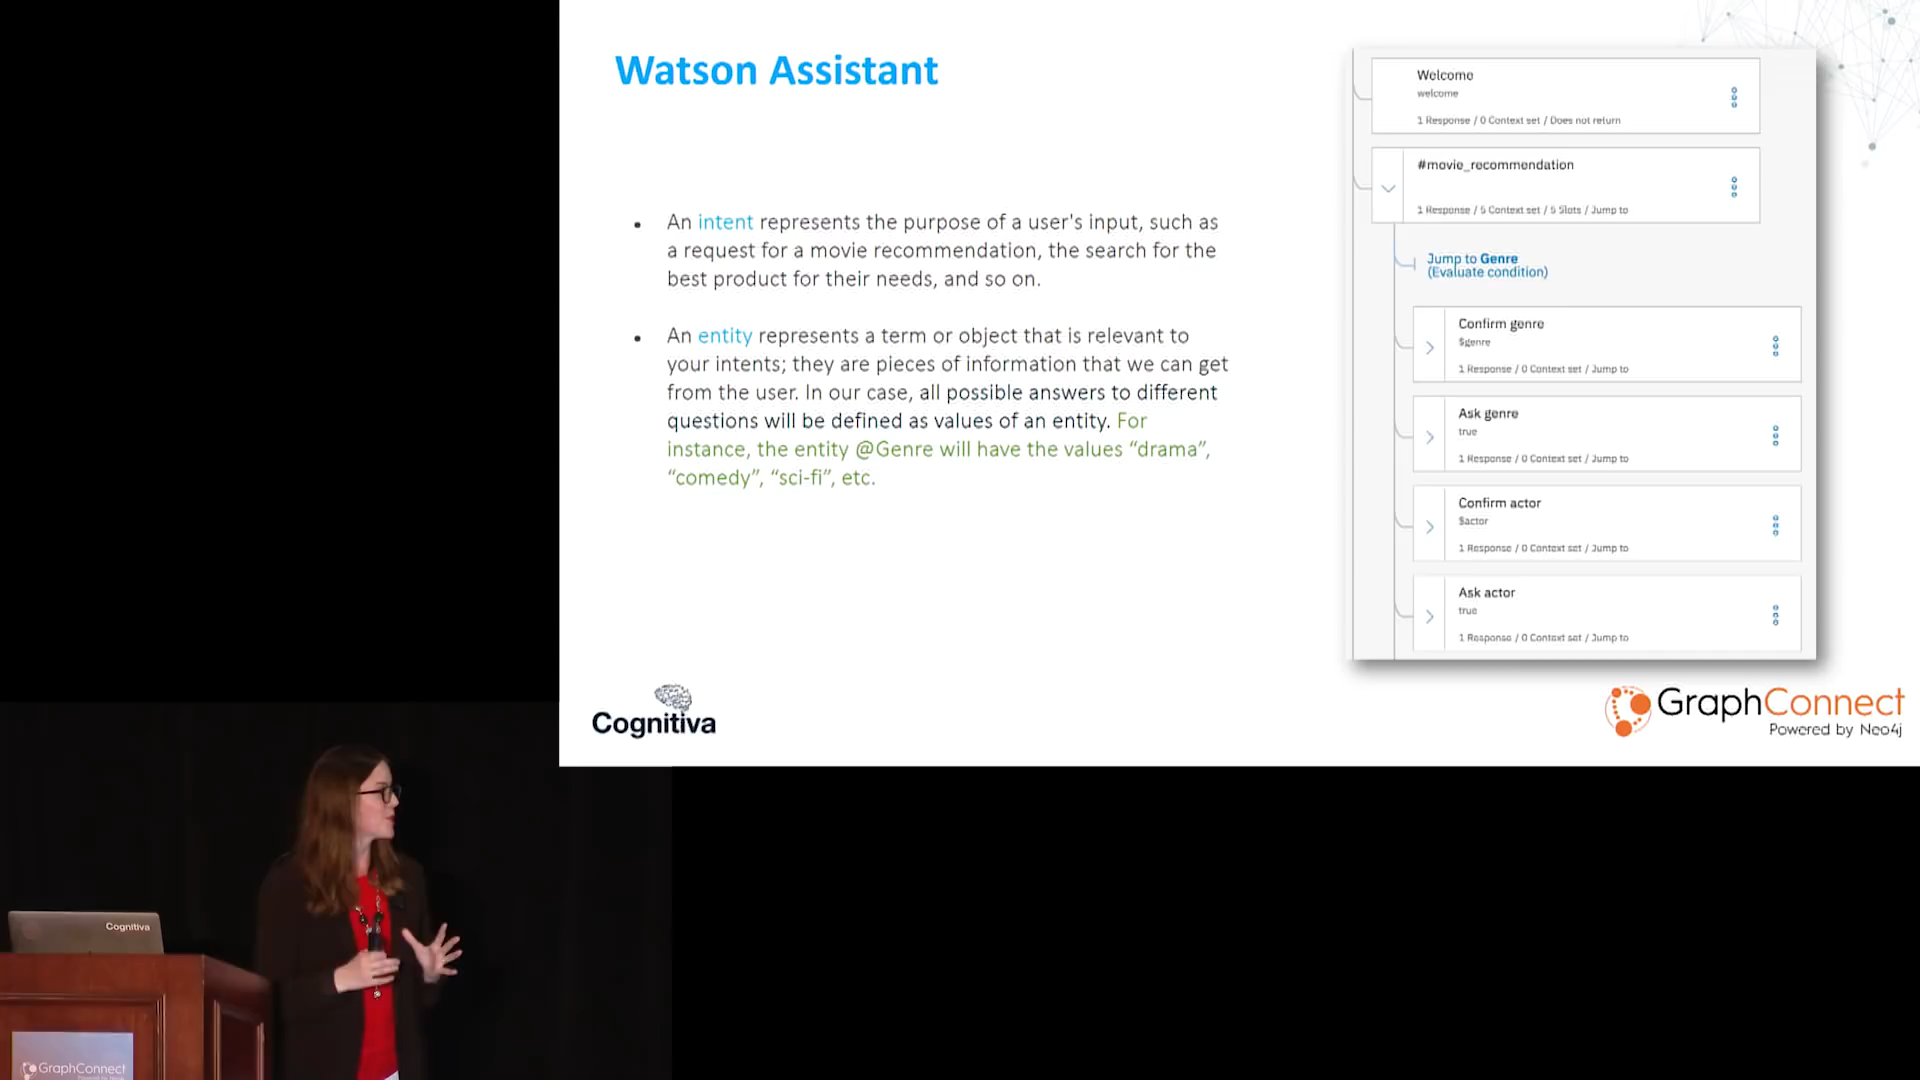 Watson Assistant
An intent represents the purpose of a user's input, such as
a request for a movie recommendation, the search for the
best product for their needs, and so on.
An entity represents a term or object that is relevant to
your intents; they are pieces of information that we can get
from the user. In our case, all possible answers to different
questions will be defined as values of an entity. For
instance, the entity @Genre will have the values “drama”,
“comedy”, “sci-fi”, etc.
Welcome
welcome
1 Response / 0 Context set / Does not return
#movie_recommendation
1 Response / 5 Context set / 5 Slots / Jump to
Jump to Genre
(Evaluate condition)
Confirm genre
$genre
1 Response / 0 Context set / Jump to
Ask genre
true
1 Response / 0 Context set / Jump to
Confirm actor
$actor
1 Response / 0 Context set / Jump to
Ask actor
true
1 Response / 0 Context set / Jump to
Cognitiva
GraphConnect
Powered by Neo4j
Cognitiva
GraphConnect
Powered by Neo4j